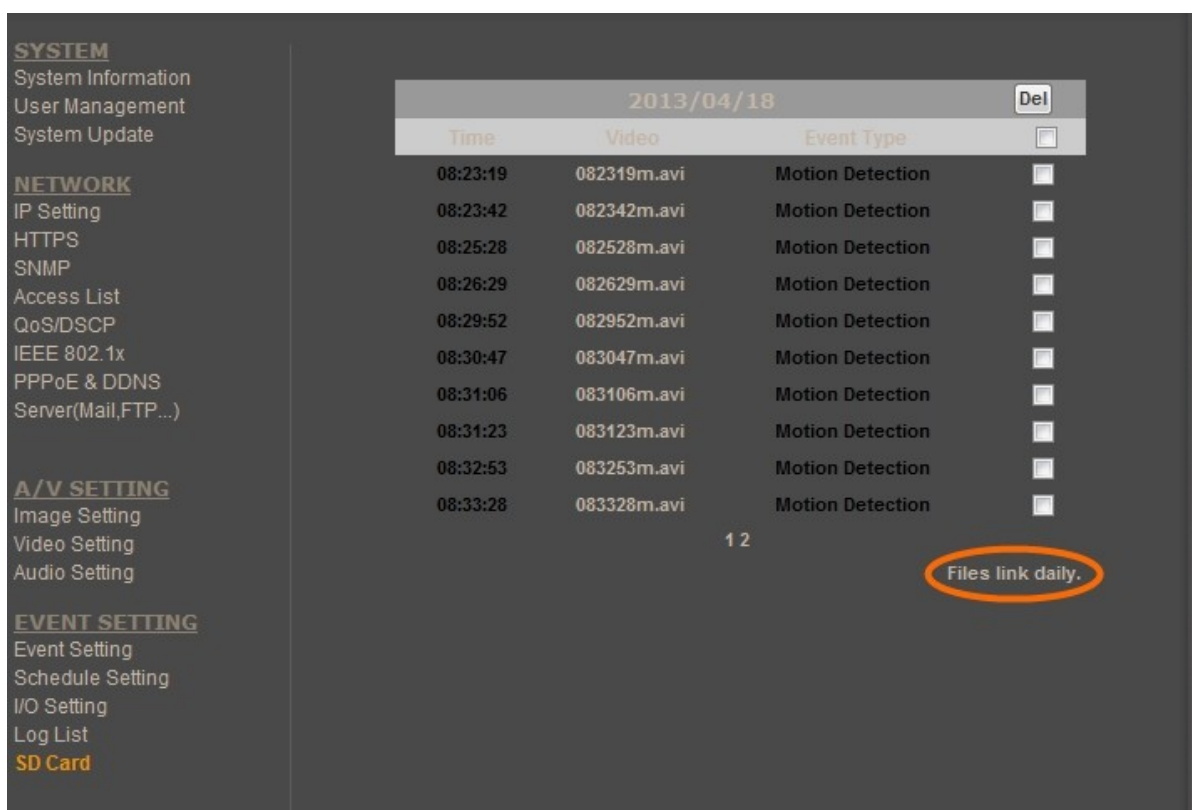 SYSTEM
System Information
User Management
System Update
NETWORK
IP Setting
HTTPS
SNMP
Access List
QoS/DSCP
IEEE 802.1x
PPPoE & DDNS
Server(Mail,FTP...)
A/V SETTING
Image Setting
Video Setting
Audio Setting
EVENT SETTING
Event Setting
Schedule Setting
I/O Setting
Log List
SD Card
2013/04/18 Del
Time Video Event Type
08:23:19 082319m.avi Motion Detection
08:23:42 082342m.avi Motion Detection
08:25:28 082528m.avi Motion Detection
08:26:29 082629m.avi Motion Detection
08:29:52 082952m.avi Motion Detection
08:30:47 083047m.avi Motion Detection
08:31:06 083106m.avi Motion Detection
08:31:23 083123m.avi Motion Detection
08:32:53 083253m.avi Motion Detection
08:33:28 083328m.avi Motion Detection
1 2
Files link daily.